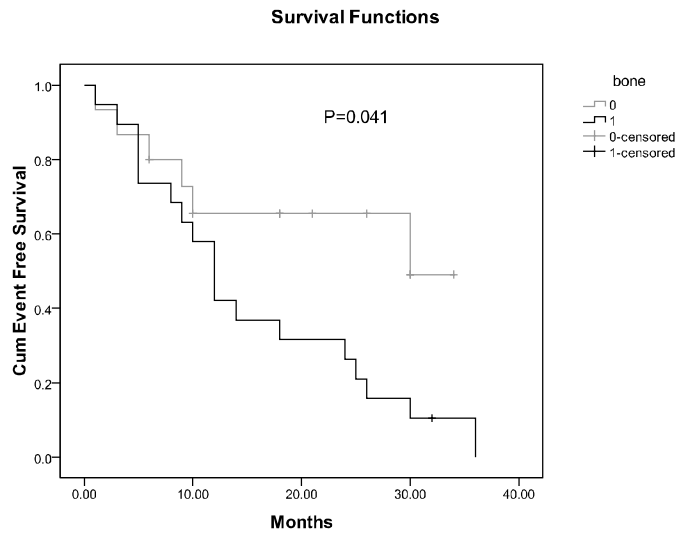 Survival Functions
P=0.041
bone
0
1
0-censored
1-censored
Cum Event Free Survival
1.0
0.8
0.6
0.4
0.2
0.0
0.00 10.00 20.00 30.00 40.00
Months